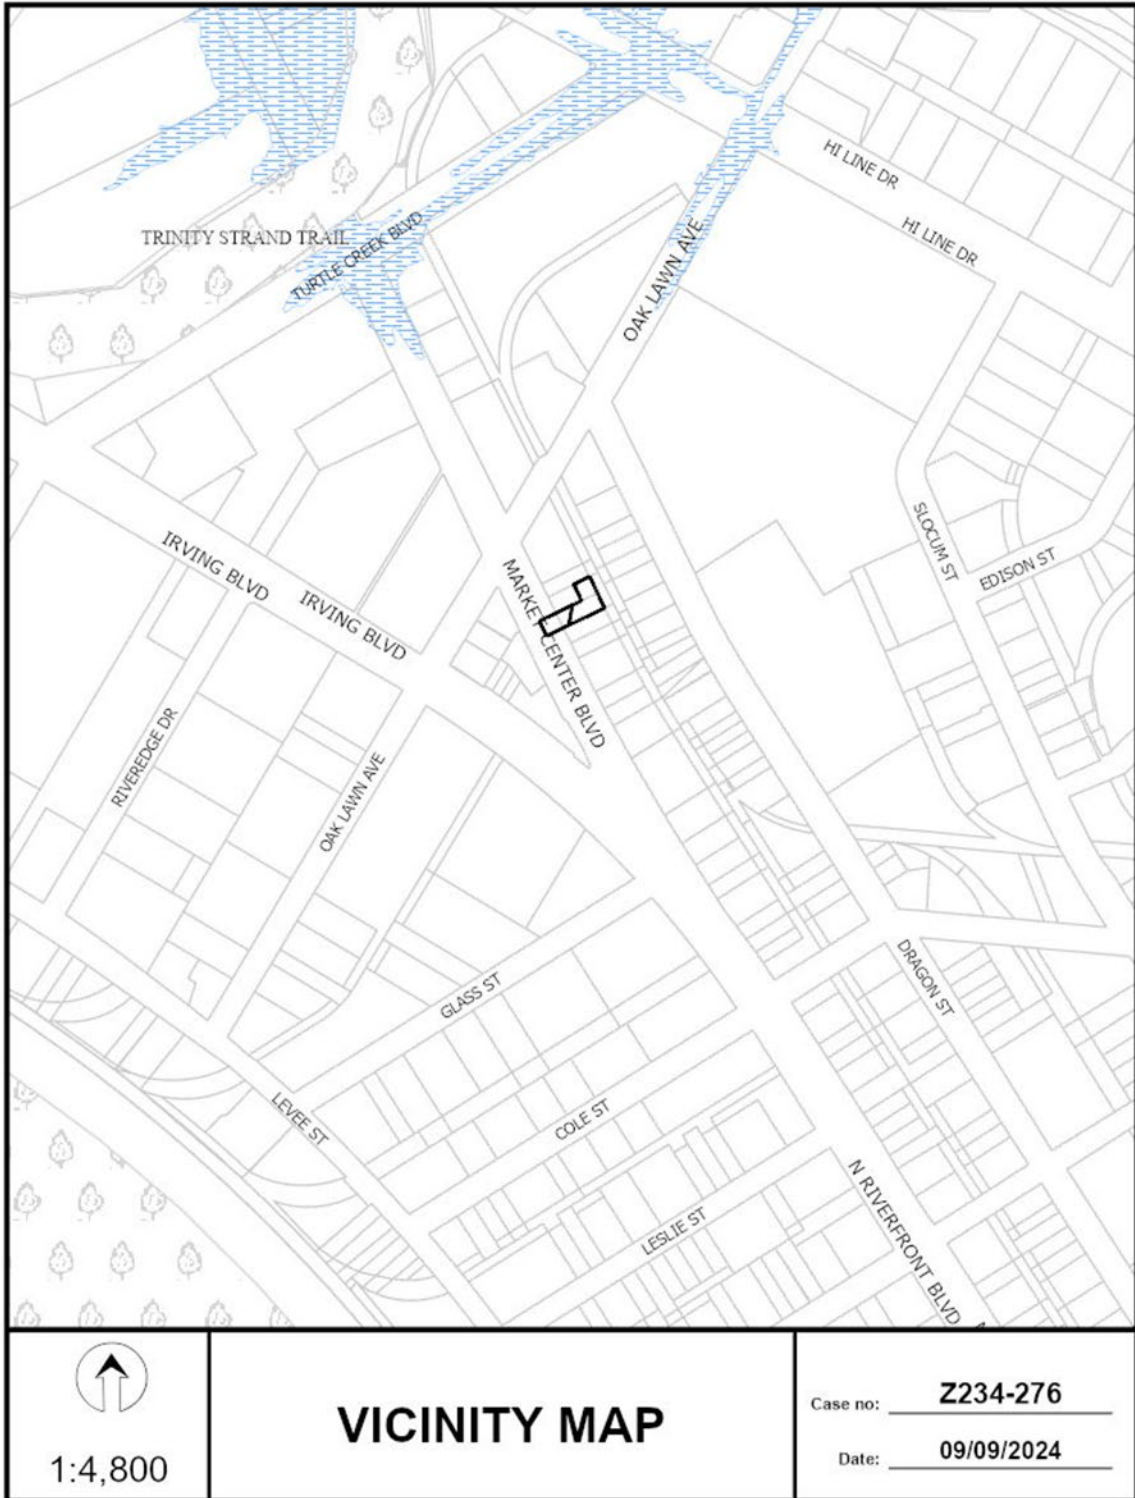 HI LINE DR
HI LINE DR
TRINITY STRAND TRAIL
TURTLE CREEK BLVD
OAK LAWN AVE
SLOCUM ST
EDISON ST
IRVING BLVD
IRVING BLVD
MARKET CENTER BLVD
RIVEREDGE DR
OAK LAWN AVE
DRAGON ST
GLASS ST
LEVEE ST
COLE ST
LESLIE ST
N RIVERFRONT BLVD
1:4,800
VICINITY MAP
Case no: Z234-276
Date: 09/09/2024